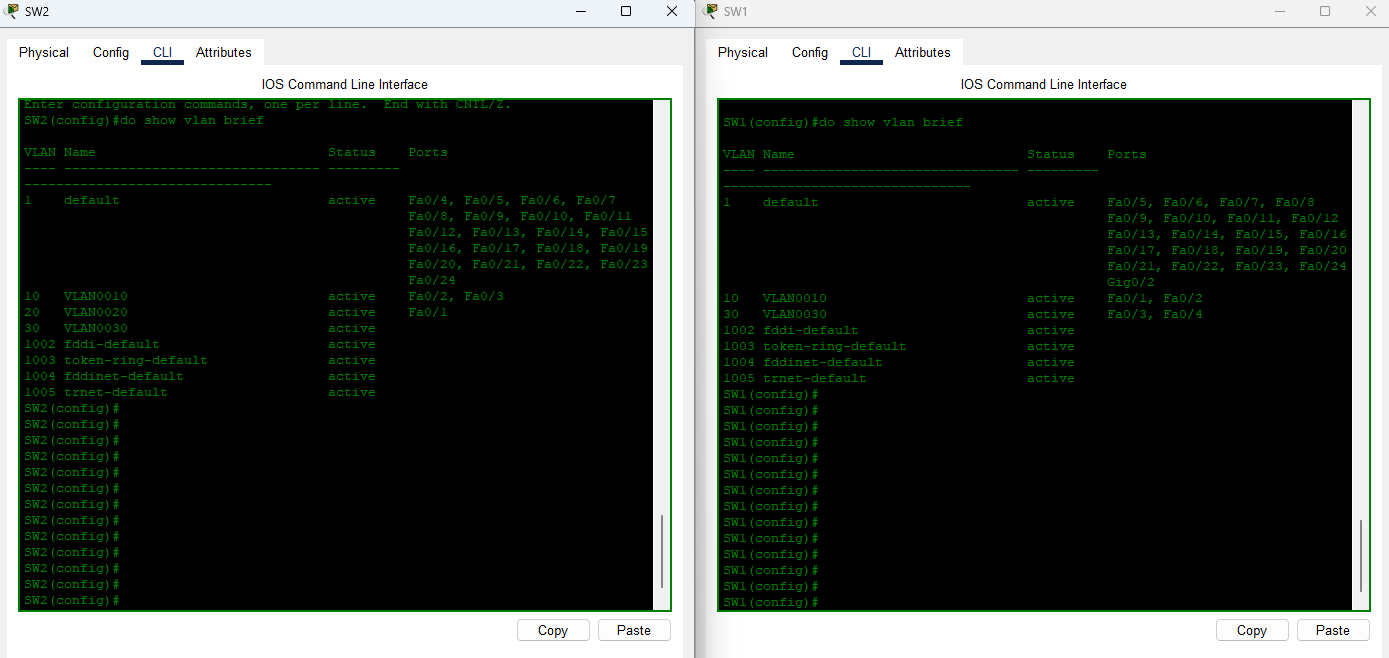 SW2
Physical Config CLI Attributes
IOS Command Line Interface
Enter configuration commands, one per line.  End with CNTL/Z.
SW2(config)#do show vlan brief
VLAN Name                             Status    Ports
---- -------------------------------- ---------
-------------------------------
1    default                          active    Fa0/4, Fa0/5, Fa0/6, Fa0/7
                                                Fa0/8, Fa0/9, Fa0/10, Fa0/11
                                                Fa0/12, Fa0/13, Fa0/14, Fa0/15
                                                Fa0/16, Fa0/17, Fa0/18, Fa0/19
                                                Fa0/20, Fa0/21, Fa0/22, Fa0/23
                                                Fa0/24
10   VLAN0010                         active    Fa0/2, Fa0/3
20   VLAN0020                         active    Fa0/1
30   VLAN0030                         active
1002 fddi-default                     active
1003 token-ring-default               active
1004 fddinet-default                  active
1005 trnet-default                    active
SW2(config)#
SW2(config)#
SW2(config)#
SW2(config)#
SW2(config)#
SW2(config)#
SW2(config)#
SW2(config)#
SW2(config)#
SW2(config)#
SW2(config)#
SW2(config)#
SW2(config)#
Copy Paste
SW1
Physical Config CLI Attributes
IOS Command Line Interface
SW1(config)#do show vlan brief
VLAN Name                             Status    Ports
---- -------------------------------- ---------
-------------------------------
1    default                          active    Fa0/5, Fa0/6, Fa0/7, Fa0/8
                                                Fa0/9, Fa0/10, Fa0/11, Fa0/12
                                                Fa0/13, Fa0/14, Fa0/15, Fa0/16
                                                Fa0/17, Fa0/18, Fa0/19, Fa0/20
                                                Fa0/21, Fa0/22, Fa0/23, Fa0/24
                                                Gig0/2
10   VLAN0010                         active    Fa0/1, Fa0/2
30   VLAN0030                         active    Fa0/3, Fa0/4
1002 fddi-default                     active
1003 token-ring-default               active
1004 fddinet-default                  active
1005 trnet-default                    active
SW1(config)#
SW1(config)#
SW1(config)#
SW1(config)#
SW1(config)#
SW1(config)#
SW1(config)#
SW1(config)#
SW1(config)#
SW1(config)#
SW1(config)#
SW1(config)#
SW1(config)#
SW1(config)#
Copy Paste